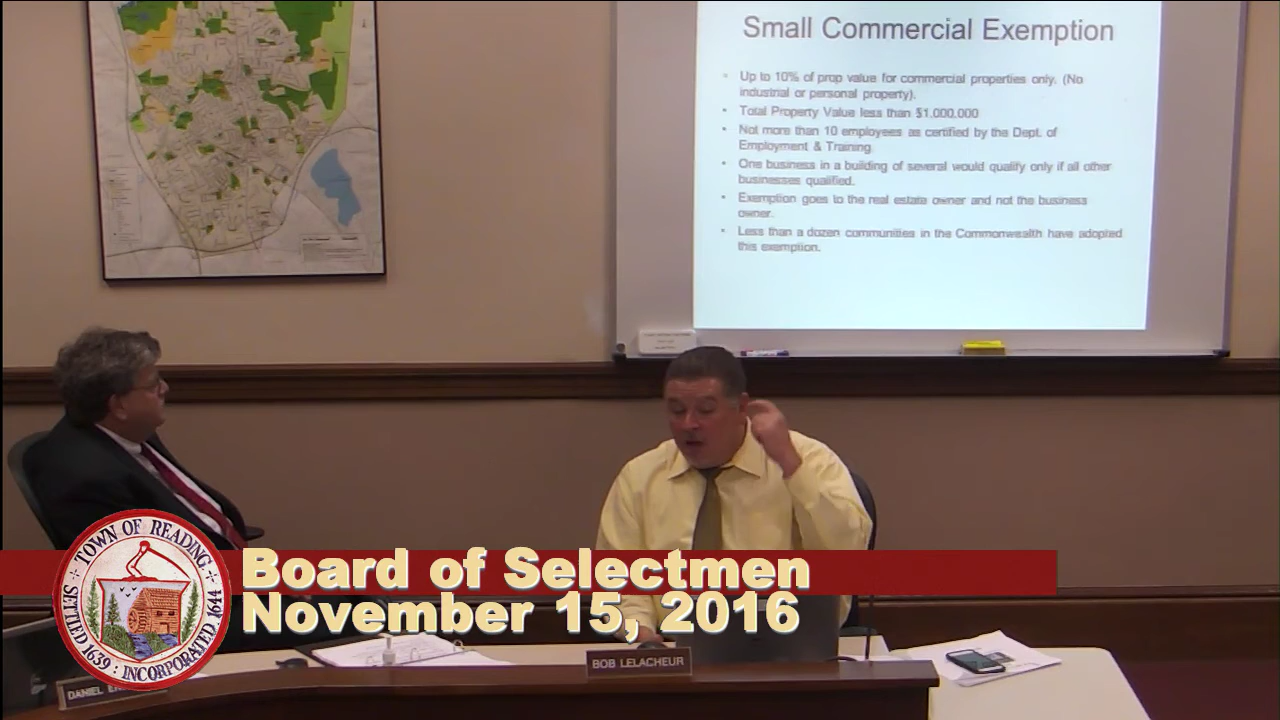 Small Commercial Exemption
• Up to 10% of prop value for commercial properties only. (No
industrial or personal property).
• Total Property Value less than $1,000,000
• Not more than 10 employees as certified by the Dept. of
Employment & Training
• One business in a building of several would qualify only if all other
businesses qualified.
• Exemption goes to the real estate owner and not the business
owner.
• Less than a dozen communities in the Commonwealth have adopted
this exemption.
TOWN OF READING
SETTLED 1639 : INCORPORATED 1644
Board of Selectmen
November 15, 2016
BOB LELACHEUR
DANIEL